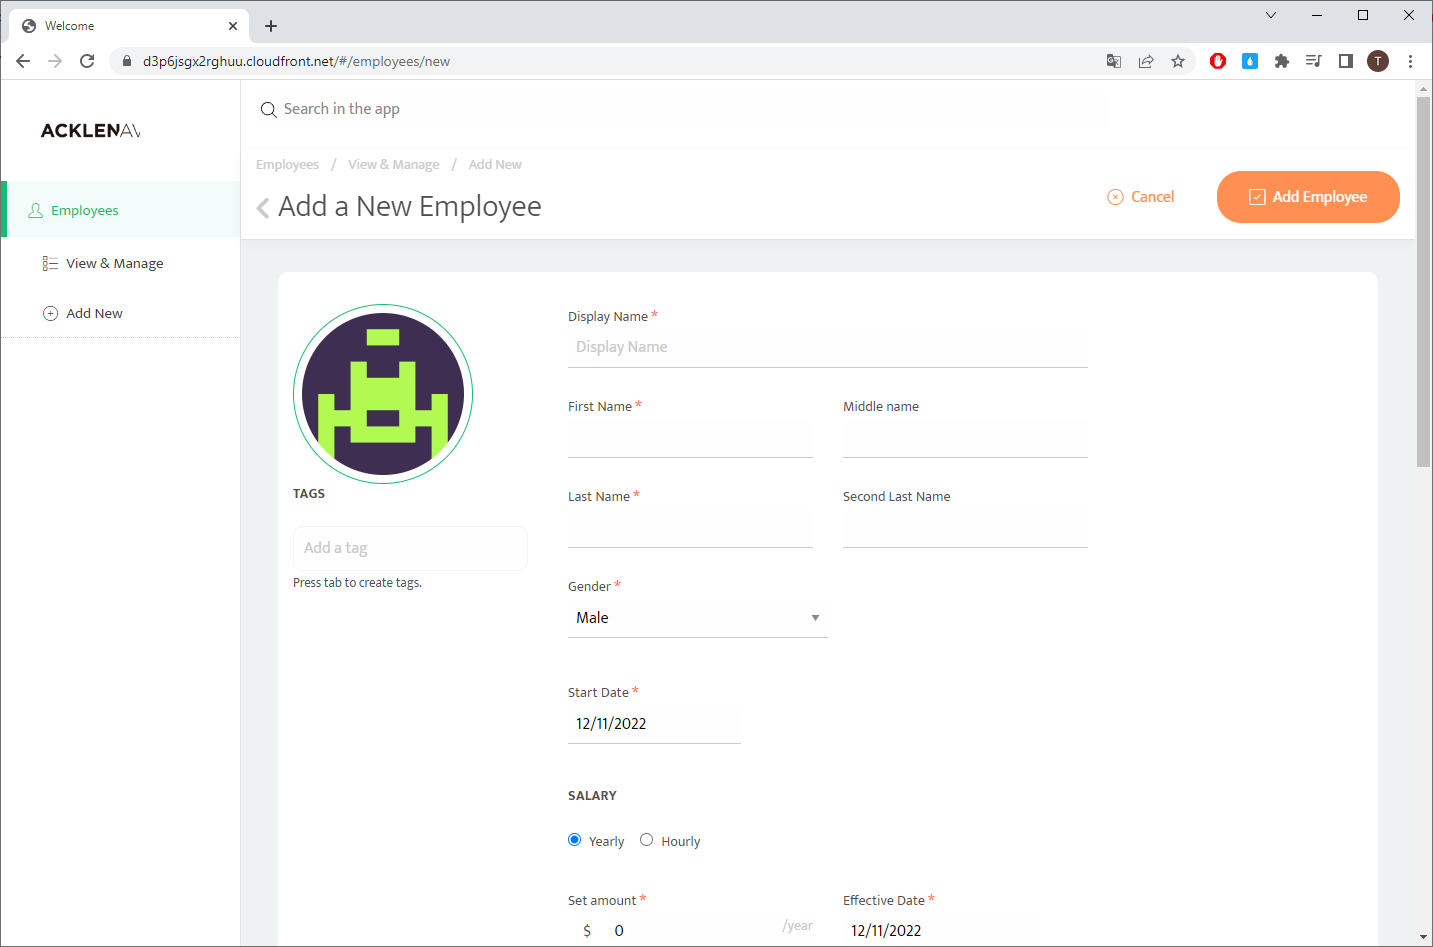 Welcome
d3p6jsgx2rghuu.cloudfront.net/#/employees/new
T
ACKLENAV
Search in the app
Employees / View & Manage / Add New
Add a New Employee
Cancel
Add Employee
Employees
View & Manage
Add New
TAGS
Add a tag
Press tab to create tags.
Display Name *
Display Name
First Name *
Middle name
Last Name *
Second Last Name
Gender *
Male
Start Date *
12/11/2022
SALARY
Yearly
Hourly
Set amount *
$ 0 /year
Effective Date *
12/11/2022